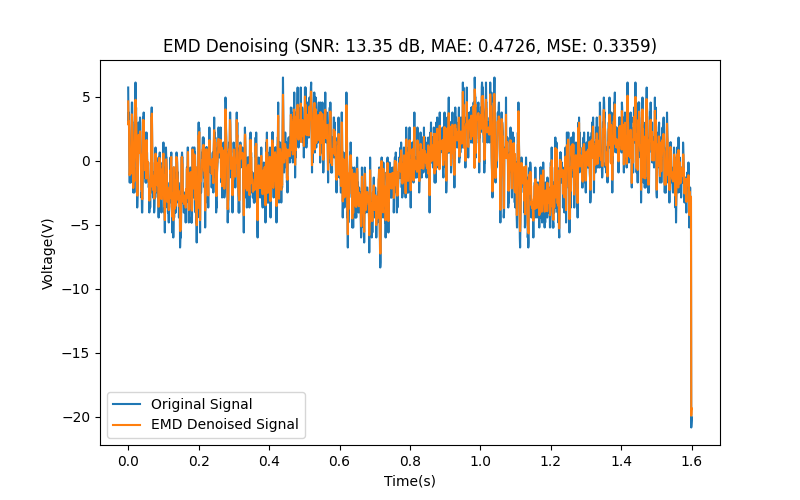 EMD Denoising (SNR: 13.35 dB, MAE: 0.4726, MSE: 0.3359)
5
0
−5
−10
−15
−20
Voltage(V)
Original Signal
EMD Denoised Signal
0.0 0.2 0.4 0.6 0.8 1.0 1.2 1.4 1.6
Time(s)